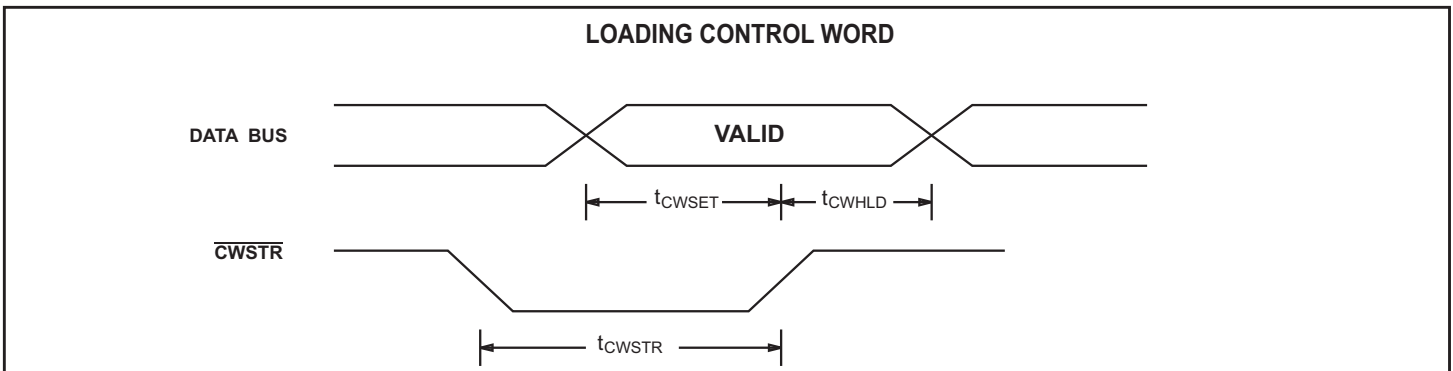 LOADING CONTROL WORD
DATA BUS
VALID
tCWSET
tCWHLD
CWSTR
tCWSTR